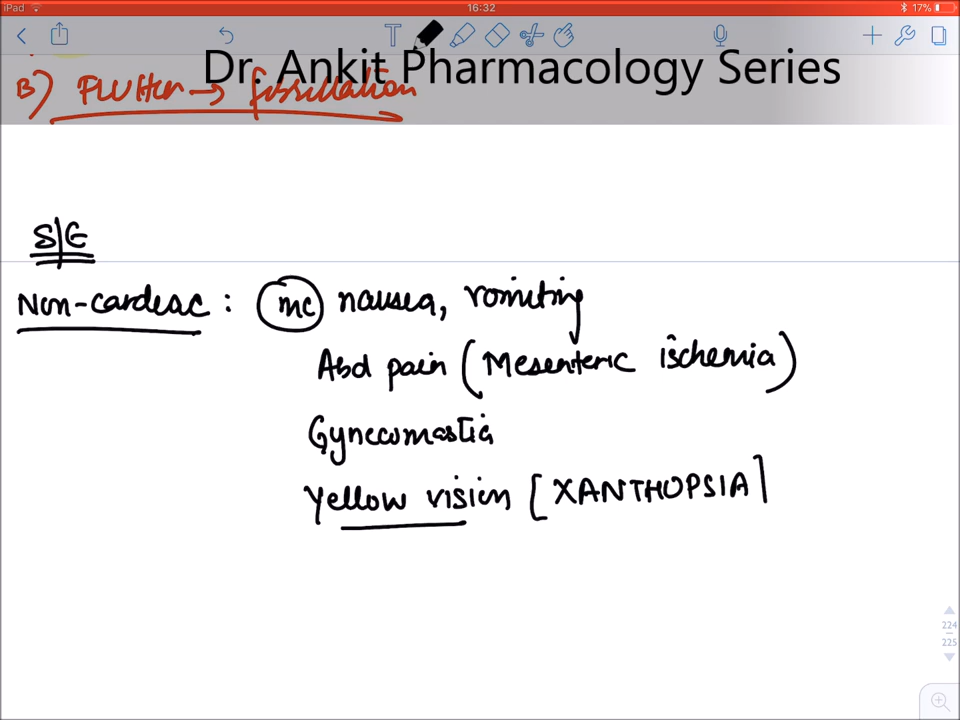 iPad 16:32 17%
Dr. Ankit Pharmacology Series
B) Flutter → fibrillation
S/E
Non-cardeac : mc nausea, vomiting
Abd pain (Mesenteric ischemia)
Gynecomastia
Yellow vision [XANTHOPSIA]
224
225